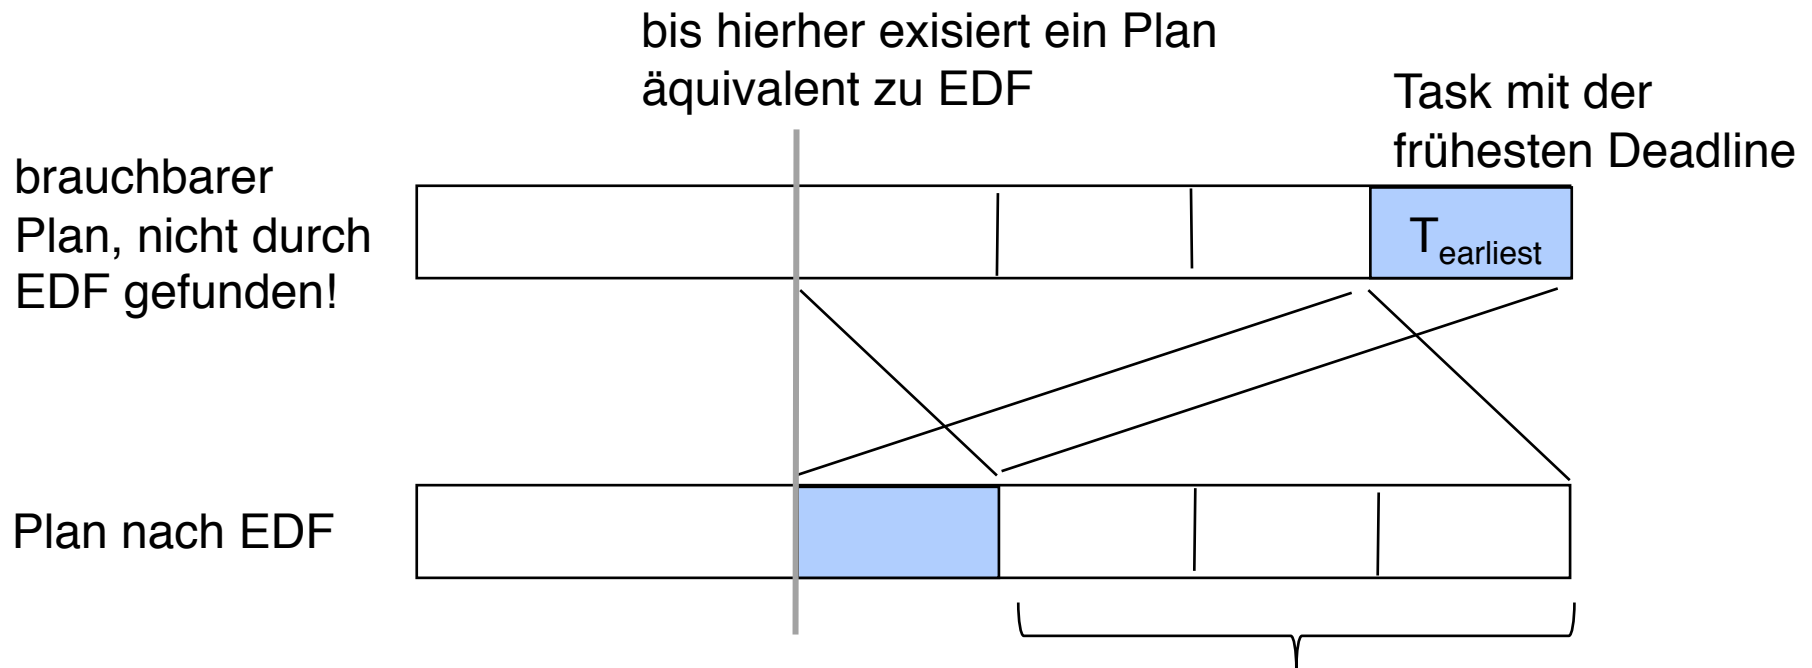 bis hierher exisiert ein Plan
äquivalent zu EDF
Task mit der
frühesten Deadline
brauchbarer
Plan, nicht durch
EDF gefunden!
T earliest
Plan nach EDF